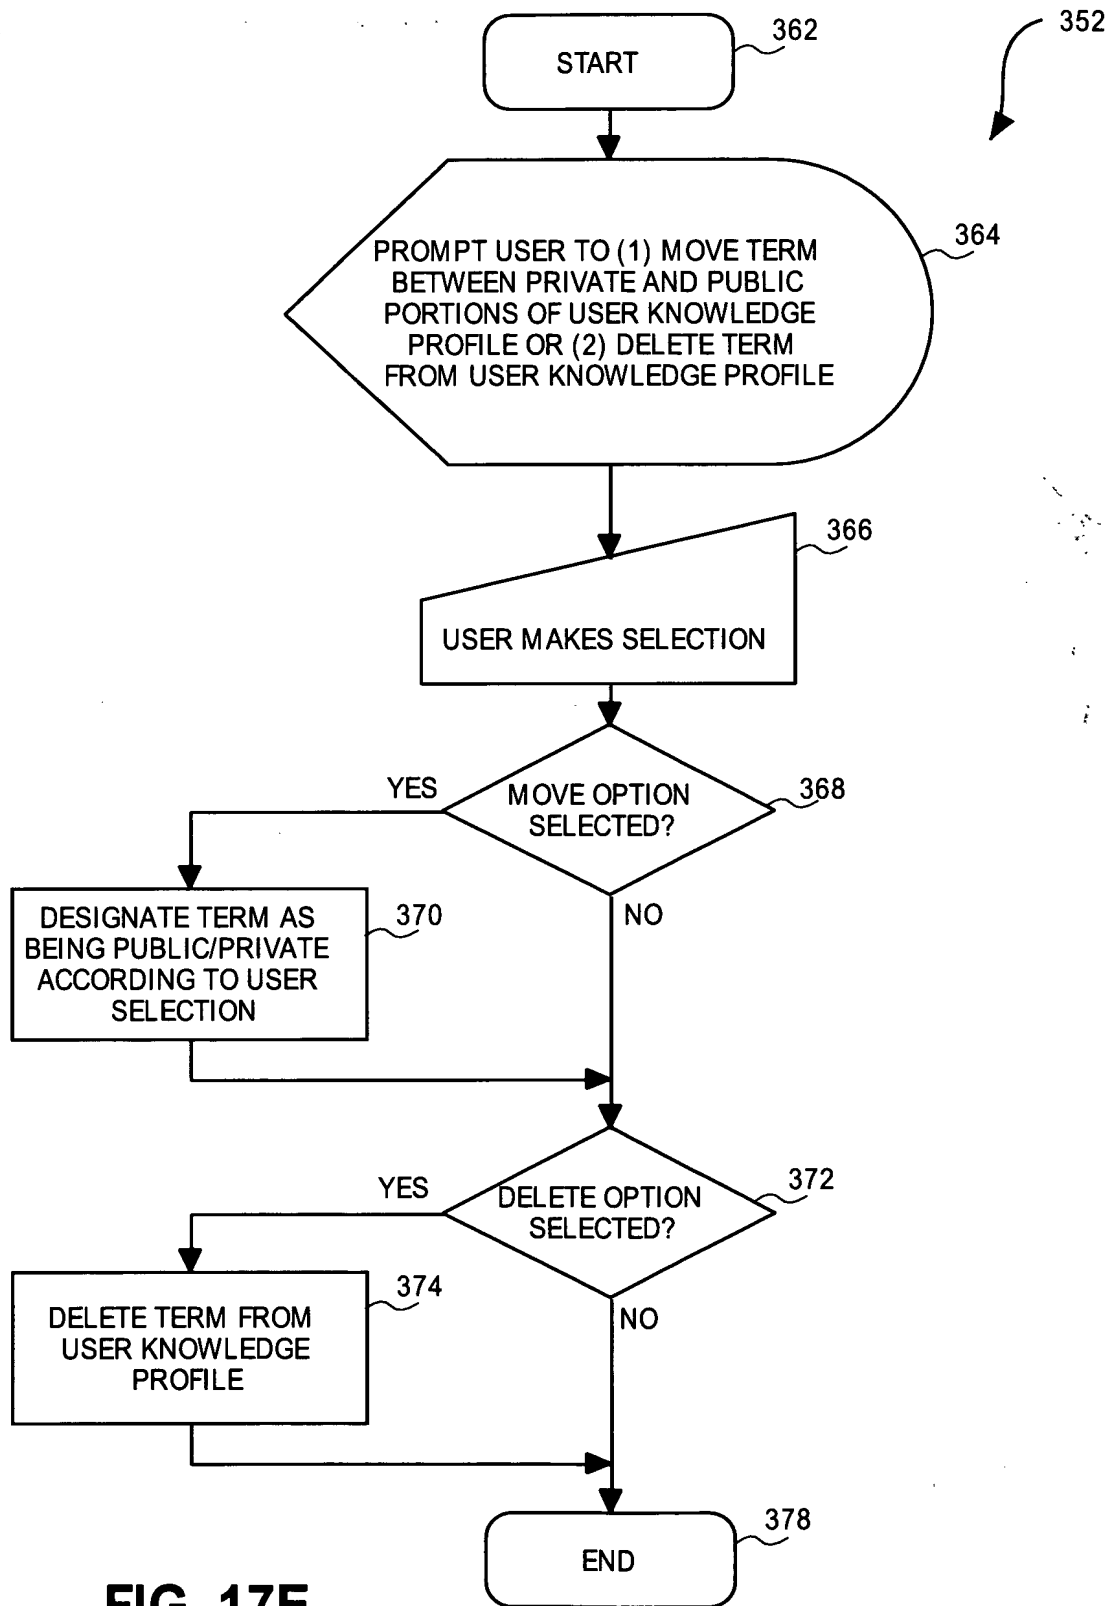 352
362
START
364
PROMPT USER TO (1) MOVE TERM
BETWEEN PRIVATE AND PUBLIC
PORTIONS OF USER KNOWLEDGE
PROFILE OR (2) DELETE TERM
FROM USER KNOWLEDGE PROFILE
366
USER MAKES SELECTION
368
MOVE OPTION
SELECTED?
YES
NO
370
DESIGNATE TERM AS
BEING PUBLIC/PRIVATE
ACCORDING TO USER
SELECTION
372
DELETE OPTION
SELECTED?
YES
NO
374
DELETE TERM FROM
USER KNOWLEDGE
PROFILE
378
END
FIG. 17